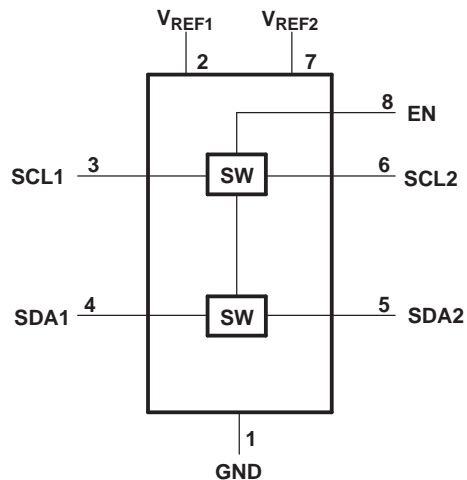 VREF1 VREF2
2 7
8 EN
SCL1 3 SW 6 SCL2
SDA1 4 SW 5 SDA2
1
GND